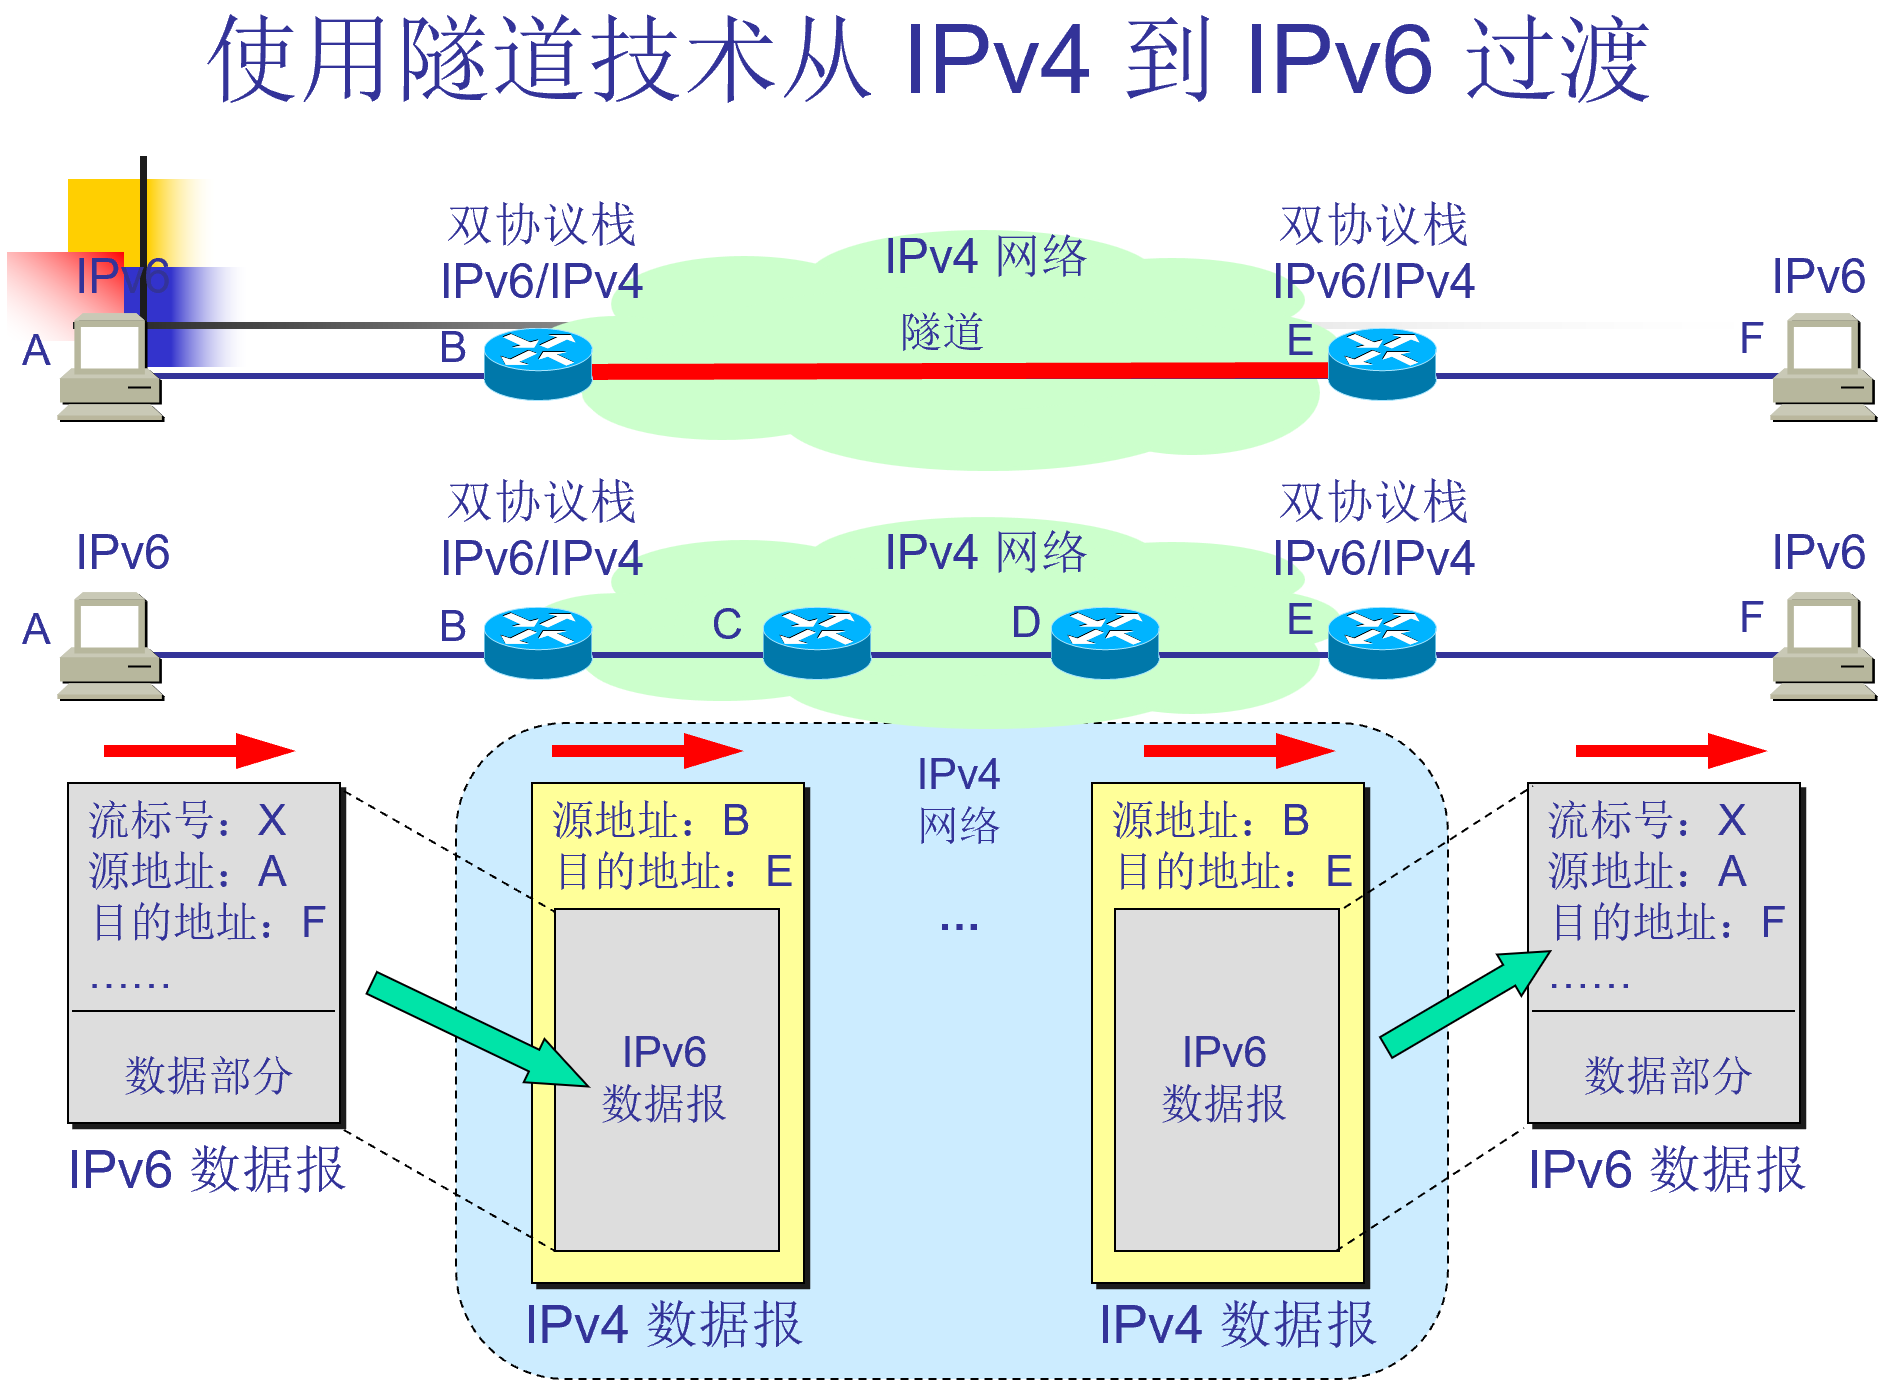 使用隧道技术从 IPv4 到 IPv6 过渡
双协议栈
IPv6/IPv4
IPv4 网络
双协议栈
IPv6/IPv4
IPv6
IPv6
隧道
A
B
E
F
双协议栈
IPv6/IPv4
IPv4 网络
双协议栈
IPv6/IPv4
IPv6
IPv6
A
B
C
D
E
F
流标号：X
源地址：A
目的地址：F
……
数据部分
IPv6 数据报
源地址：B
目的地址：E
IPv6
数据报
IPv4 数据报
IPv4
网络
…
源地址：B
目的地址：E
IPv6
数据报
IPv4 数据报
流标号：X
源地址：A
目的地址：F
……
数据部分
IPv6 数据报